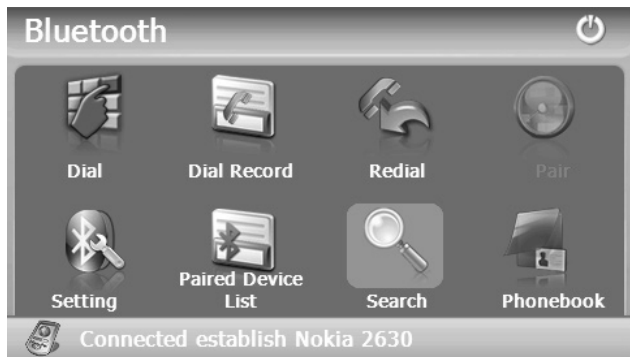 Bluetooth
Dial
Dial Record
Redial
Pair
Setting
Paired Device
List
Search
Phonebook
Connected establish Nokia 2630